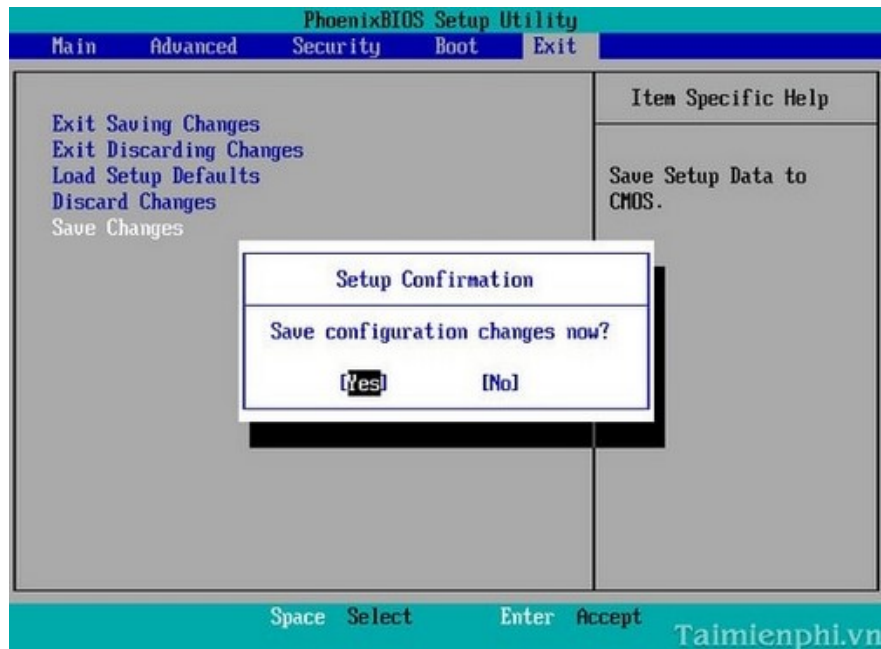 PhoenixBIOS Setup Utility
Main Advanced Security Boot Exit
Item Specific Help
Exit Saving Changes
Exit Discarding Changes
Load Setup Defaults
Discard Changes
Save Changes
Save Setup Data to
CMOS.
Setup Confirmation
Save configuration changes now?
[Yes] [No]
Space Select Enter Accept
Taimienphi.vn